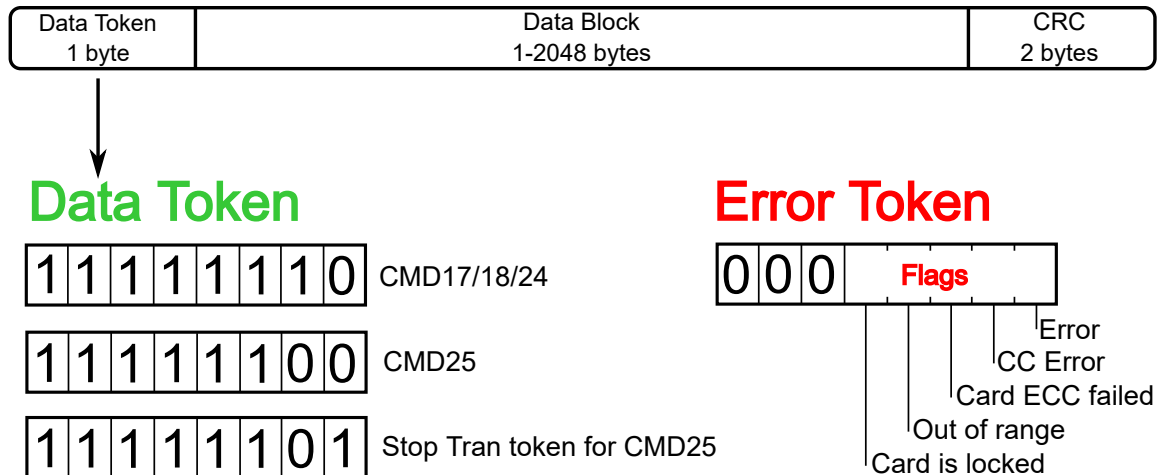 Data Token
1 byte
Data Block
1-2048 bytes
CRC
2 bytes
Data Token
11111110 CMD17/18/24
11111100 CMD25
11111101 Stop Tran token for CMD25
Error Token
000 Flags
Error
CC Error
Card ECC failed
Out of range
Card is locked